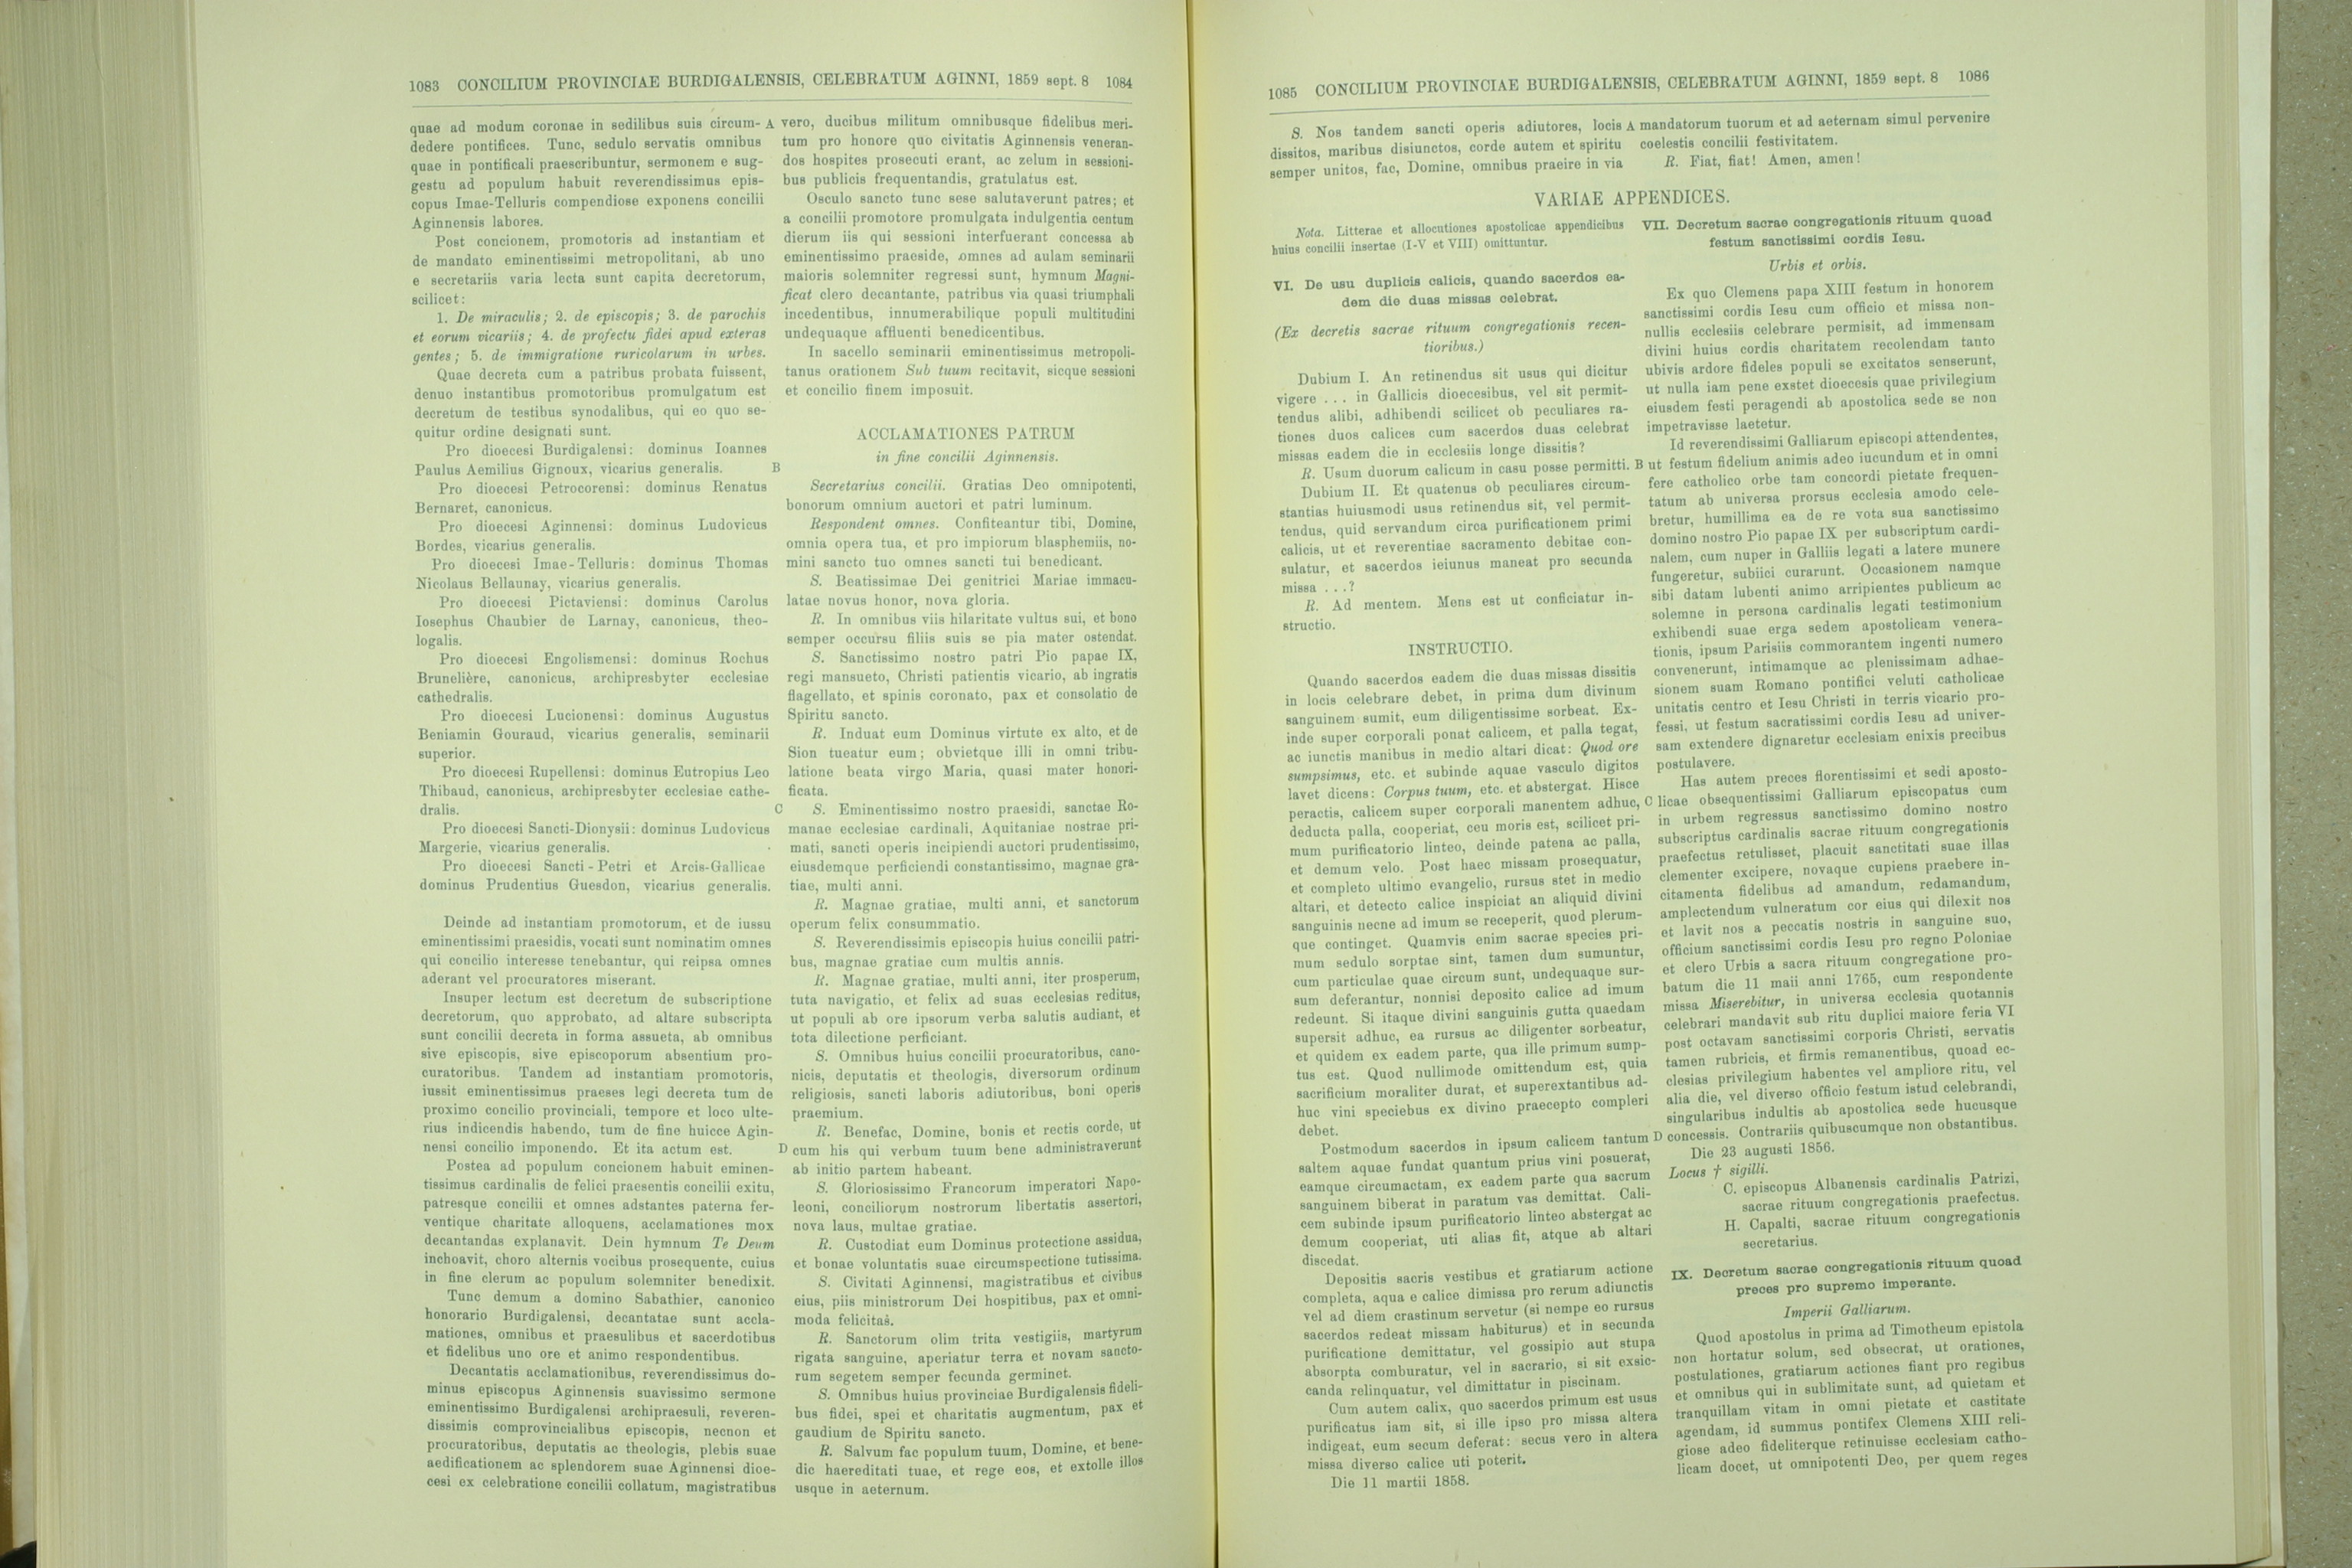 1083 CONCILIUM PROVINCIAE BURDIGALENSIS, CELEBRATUM AGINNI, 1859 sept. 8 1084
quae ad modum coronae in sedilibus suis circum-
dedere pontifices. Tunc, sedulo servatis omnibus
quae in pontificali praescribuntur, sermonem e sug-
gestu ad populum habuit reverendissimus epis-
copus Imae-Telluris compendiose exponens concilii
Aginnensis labores.
Post concionem, promotoris ad instantiam et
de mandato eminentissimi metropolitani, ab uno
e secretariis varia lecta sunt capita decretorum,
scilicet:
1. De miraculis; 2. de episcopis; 3. de parochis
et eorum vicariis; 4. de profectu fidei apud exteras
gentes; 5. de immigratione ruricolarum in urbes.
Quae decreta cum a patribus probata fuissent,
denuo instantibus promotoribus promulgatum est
decretum de testibus synodalibus, qui eo quo se-
quitur ordine designati sunt.
Pro dioecesi Burdigalensi: dominus Ioannes
Paulus Aemilius Gignoux, vicarius generalis.
Pro dioecesi Petrocorensi: dominus Renatus
Bernaret, canonicus.
Pro dioecesi Aginnensi: dominus Ludovicus
Bordes, vicarius generalis.
Pro dioecesi Imae-Telluris: dominus Thomas
Nicolaus Bellaunay, vicarius generalis.
Pro dioecesi Pictaviensi: dominus Carolus
Iosephus Chaubier de Larnay, canonicus, theo-
logalis.
Pro dioecesi Engolismensi: dominus Rochus
Brunelière, canonicus, archipresbyter ecclesiae
cathedralis.
Pro dioecesi Lucionensi: dominus Augustus
Beniamin Gouraud, vicarius generalis, seminarii
superior.
Pro dioecesi Rupellensi: dominus Eutropius Leo
Thibaud, canonicus, archipresbyter ecclesiae cathe-
dralis.
Pro dioecesi Sancti-Dionysii: dominus Ludovicus
Margerie, vicarius generalis.
Pro dioecesi Sancti-Petri et Arcis-Gallicae
dominus Prudentius Guesdon, vicarius generalis.
Deinde ad instantiam promotorum, et de iussu
eminentissimi praesidis, vocati sunt nominatim omnes
qui concilio interesse tenebantur, qui reipsa omnes
aderant vel procuratores miserant.
Insuper lectum est decretum de subscriptione
decretorum, quo approbato, ad altare subscripta
sunt concilii decreta in forma assueta, ab omnibus
sive episcopis, sive episcoporum absentium pro-
curatoribus. Tandem ad instantiam promotoris,
iussit eminentissimus praeses legi decreta tum de
proximo concilio provinciali, tempore et loco ulte-
rius indicendis habendo, tum de fine huicce Agin-
nensi concilio imponendo. Et ita actum est.
Postea ad populum concionem habuit eminen-
tissimus cardinalis de felici praesentis concilii exitu,
patresque concilii et omnes adstantes paterna fer-
ventique charitate alloquens, acclamationes mox
decantandas explanavit. Dein hymnum Te Deum
inchoavit, choro alternis vocibus prosequente, cuius
in fine clerum ac populum solemniter benedixit.
Tunc demum a domino Sabathier, canonico
honorario Burdigalensi, decantatae sunt accla-
mationes, omnibus et praesulibus et sacerdotibus
et fidelibus uno ore et animo respondentibus.
Decantatis acclamationibus, reverendissimus do-
minus episcopus Aginnensis suavissimo sermone
eminentissimo Burdigalensi archipraesuli, reveren-
dissimis comprovincialibus episcopis, necnon et
procuratoribus, deputatis ac theologis, plebis suae
aedificationem ac splendorem suae Aginnensi dioe-
cesi ex celebratione concilii collatum, magistratibus
A
B
C
D
vero, ducibus militum omnibusque fidelibus meri-
tum pro honore quo civitatis Aginnensis veneran-
dos hospites prosecuti erant, ac zelum in sessioni-
bus publicis frequentandis, gratulatus est.
Osculo sancto tunc sese salutaverunt patres; et
a concilii promotore promulgata indulgentia centum
dierum iis qui sessioni interfuerant concessa ab
eminentissimo praeside, omnes ad aulam seminarii
maioris solemniter regressi sunt, hymnum Magni-
ficat clero decantante, patribus via quasi triumphali
incedentibus, innumerabilique populi multitudini
undequaque affluenti benedicentibus.
In sacello seminarii eminentissimus metropoli-
tanus orationem Sub tuum recitavit, sicque sessioni
et concilio finem imposuit.
ACCLAMATIONES PATRUM
in fine concilii Aginnensis.
Secretarius concilii. Gratias Deo omnipotenti,
bonorum omnium auctori et patri luminum.
Respondent omnes. Confiteantur tibi, Domine,
omnia opera tua, et pro impiorum blasphemiis, no-
mini sancto tuo omnes sancti tui benedicant.
S. Beatissimae Dei genitrici Mariae immacu-
latae novus honor, nova gloria.
R. In omnibus viis hilaritate vultus sui, et bono
semper occursu filiis suis se pia mater ostendat.
S. Sanctissimo nostro patri Pio papae IX,
regi mansueto, Christi patientis vicario, ab ingratis
flagellato, et spinis coronato, pax et consolatio de
Spiritu sancto.
R. Induat eum Dominus virtute ex alto, et de
Sion tueatur eum; obvietque illi in omni tribu-
latione beata virgo Maria, quasi mater honori-
ficata.
S. Eminentissimo nostro praesidi, sanctae Ro-
manae ecclesiae cardinali, Aquitaniae nostrae pri-
mati, sancti operis incipiendi auctori prudentissimo,
eiusdemque perficiendi constantissimo, magnae gra-
tiae, multi anni.
R. Magnae gratiae, multi anni, et sanctorum
operum felix consummatio.
S. Reverendissimis episcopis huius concilii patri-
bus, magnae gratiae cum multis annis.
R. Magnae gratiae, multi anni, iter prosperum,
tuta navigatio, et felix ad suas ecclesias reditus,
ut populi ab ore ipsorum verba salutis audiant, et
tota dilectione perficiant.
S. Omnibus huius concilii procuratoribus, cano-
nicis, deputatis et theologis, diversorum ordinum
religiosis, sancti laboris adiutoribus, boni operis
praemium.
R. Benefac, Domine, bonis et rectis corde, ut
cum his qui verbum tuum bene administraverunt
ab initio partem habeant.
S. Gloriosissimo Francorum imperatori Napo-
leoni, conciliorum nostrorum libertatis assertori,
nova laus, multae gratiae.
R. Custodiat eum Dominus protectione assidua,
et bonae voluntatis suae circumspectione tutissima.
S. Civitati Aginnensi, magistratibus et civibus
eius, piis ministrorum Dei hospitibus, pax et omni-
moda felicitas.
R. Sanctorum olim trita vestigiis, martyrum
rigata sanguine, aperiatur terra et novam sancto-
rum segetem semper fecunda germinet.
S. Omnibus huius provinciae Burdigalensis fideli-
bus fidei, spei et charitatis augmentum, pax et
gaudium de Spiritu sancto.
R. Salvum fac populum tuum, Domine, et bene-
dic haereditati tuae, et rege eos, et extolle illos
usque in aeternum.
1085 CONCILIUM PROVINCIAE BURDIGALENSIS, CELEBRATUM AGINNI, 1859 sept. 8 1086
S. Nos tandem sancti operis adiutores, locis
dissitos, maribus disiunctos, corde autem et spiritu
semper unitos, fac, Domine, omnibus praeire in via
A
mandatorum tuorum et ad aeternam simul pervenire
coelestis concilii festivitatem.
R. Fiat, fiat! Amen, amen!
VARIAE APPENDICES.
Nota. Litterae et allocutiones apostolicae appendicibus
huius concilii insertae (I-V et VIII) omittuntur.
VI. De usu duplicis calicis, quando sacerdos ea-
dem die duas missas celebrat.
(Ex decretis sacrae rituum congregationis recen-
tioribus.)
Dubium I. An retinendus sit usus qui dicitur
vigere ... in Gallicis dioecesibus, vel sit permit-
tendus alibi, adhibendi scilicet ob peculiares ra-
tiones duos calices cum sacerdos duas celebrat
missas eadem die in ecclesiis longe dissitis?
R. Usum duorum calicum in casu posse permitti.
Dubium II. Et quatenus ob peculiares circum-
stantias huiusmodi usus retinendus sit, vel permit-
tendus, quid servandum circa purificationem primi
calicis, ut et reverentiae sacramento debitae con-
sulatur, et sacerdos ieiunus maneat pro secunda
missa ...?
R. Ad mentem. Mens est ut conficiatur in-
structio.
INSTRUCTIO.
Quando sacerdos eadem die duas missas dissitis
in locis celebrare debet, in prima dum divinum
sanguinem sumit, eum diligentissime sorbeat. Ex-
inde super corporali ponat calicem, et palla tegat,
ac iunctis manibus in medio altari dicat: Quod ore
sumpsimus, etc. et subinde aquae vasculo digitos
lavet dicens: Corpus tuum, etc. et abstergat. Hisce
peractis, calicem super corporali manentem adhuc,
deducta palla, cooperiat, ceu moris est, scilicet pri-
mum purificatorio linteo, deinde patena ac palla,
et demum velo. Post haec missam prosequatur,
et completo ultimo evangelio, rursus stet in medio
altari, et detecto calice inspiciat an aliquid divini
sanguinis necne ad imum se receperit, quod plerum-
que continget. Quamvis enim sacrae species pri-
mum sedulo sorptae sint, tamen dum sumuntur,
cum particulae quae circum sunt, undequaque sur-
sum deferantur, nonnisi deposito calice ad imum
redeunt. Si itaque divini sanguinis gutta quaedam
supersit adhuc, ea rursus ac diligenter sorbeatur,
et quidem ex eadem parte, qua ille primum sump-
tus est. Quod nullimode omittendum est, quia
sacrificium moraliter durat, et superextantibus ad-
huc vini speciebus ex divino praecepto compleri
debet.
Postmodum sacerdos in ipsum calicem tantum
saltem aquae fundat quantum prius vini posuerat,
eamque circumactam, ex eadem parte qua sacrum
sanguinem biberat in paratum vas demittat. Cali-
cem subinde ipsum purificatorio linteo abstergat ac
demum cooperiat, uti alias fit, atque ab altari
discedat.
Depositis sacris vestibus et gratiarum actione
completa, aqua e calice dimissa pro rerum adiunctis
vel ad diem crastinum servetur (si nempe eo rursus
sacerdos redeat missam habiturus) et in secunda
purificatione demittatur, vel gossipio aut stupa
absorpta comburatur, vel in sacrario, si sit exsic-
canda relinquatur, vel dimittatur in piscinam.
Cum autem calix, quo sacerdos primum est usus
purificatus iam sit, si ille ipso pro missa altera
indigeat, eum secum deferat: secus vero in altera
missa diverso calice uti poterit.
Die 11 martii 1858.
B
C
D
VII. Decretum sacrae congregationis rituum quoad
festum sanctissimi cordis Iesu.
Urbis et orbis.
Ex quo Clemens papa XIII festum in honorem
sanctissimi cordis Iesu cum officio et missa non-
nullis ecclesiis celebrare permisit, ad immensam
divini huius cordis charitatem recolendam tanto
ubivis ardore fideles populi se excitatos senserunt,
ut nulla iam pene exstet dioecesis quae privilegium
eiusdem festi peragendi ab apostolica sede se non
impetravisse laetetur.
Id reverendissimi Galliarum episcopi attendentes,
ut festum fidelium animis adeo iucundum et in omni
fere catholico orbe tam concordi pietate frequen-
tatum ab universa prorsus ecclesia amodo cele-
bretur, humillima ea de re vota sua sanctissimo
domino nostro Pio papae IX per subscriptum cardi-
nalem, cum nuper in Galliis legati a latere munere
fungeretur, subiici curarunt. Occasionem namque
sibi datam lubenti animo arripientes publicum ac
solemne in persona cardinalis legati testimonium
exhibendi suae erga sedem apostolicam venera-
tionis, ipsum Parisiis commorantem ingenti numero
convenerunt, intimamque ac plenissimam adhae-
sionem suam Romano pontifici veluti catholicae
unitatis centro et Iesu Christi in terris vicario pro-
fessi, ut festum sacratissimi cordis Iesu ad univer-
sam extendere dignaretur ecclesiam enixis precibus
postulavere.
Has autem preces florentissimi et sedi aposto-
licae obsequentissimi Galliarum episcopatus cum
in urbem regressus sanctissimo domino nostro
subscriptus cardinalis sacrae rituum congregationis
praefectus retulisset, placuit sanctitati suae illas
clementer excipere, novaque cupiens praebere in-
citamenta fidelibus ad amandum, redamandum,
amplectendum vulneratum cor eius qui dilexit nos
et lavit nos a peccatis nostris in sanguine suo,
officium sanctissimi cordis Iesu pro regno Poloniae
et clero Urbis a sacra rituum congregatione pro-
batum die 11 maii anni 1765, cum respondente
missa Miserebitur, in universa ecclesia quotannis
celebrari mandavit sub ritu duplici maiore feria VI
post octavam sanctissimi corporis Christi, servatis
tamen rubricis, et firmis remanentibus, quoad ec-
clesias privilegium habentes vel ampliore ritu, vel
alia die, vel diverso officio festum istud celebrandi,
singularibus indultis ab apostolica sede hucusque
concessis. Contrariis quibuscumque non obstantibus.
Die 23 augusti 1856.
Locus † sigilli.
C. episcopus Albanensis cardinalis Patrizi,
sacrae rituum congregationis praefectus.
H. Capalti, sacrae rituum congregationis
secretarius.
IX. Decretum sacrae congregationis rituum quoad
preces pro supremo imperante.
Imperii Galliarum.
Quod apostolus in prima ad Timotheum epistola
non hortatur solum, sed obsecrat, ut orationes,
postulationes, gratiarum actiones fiant pro regibus
et omnibus qui in sublimitate sunt, ad quietam et
tranquillam vitam in omni pietate et castitate
agendam, id summus pontifex Clemens XIII reli-
giose adeo fideliterque retinuisse ecclesiam catho-
licam docet, ut omnipotenti Deo, per quem reges